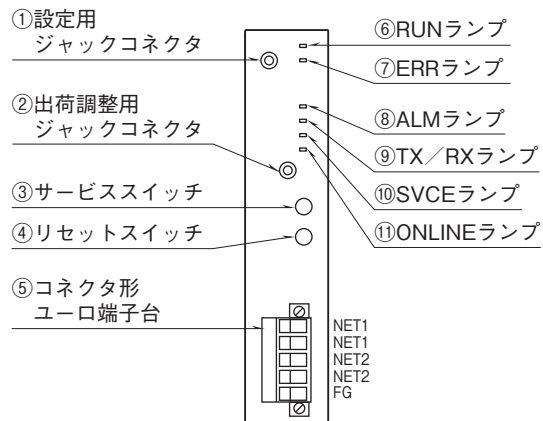 ①設定用
ジャックコネクタ
②出荷調整用
ジャックコネクタ
③サービススイッチ
④リセットスイッチ
⑤コネクタ形
ユーロ端子台
⑥RUNランプ
⑦ERRランプ
⑧ALMランプ
⑨TX／RXランプ
⑩SVCEランプ
⑪ONLINEランプ
NET1
NET1
NET2
NET2
FG